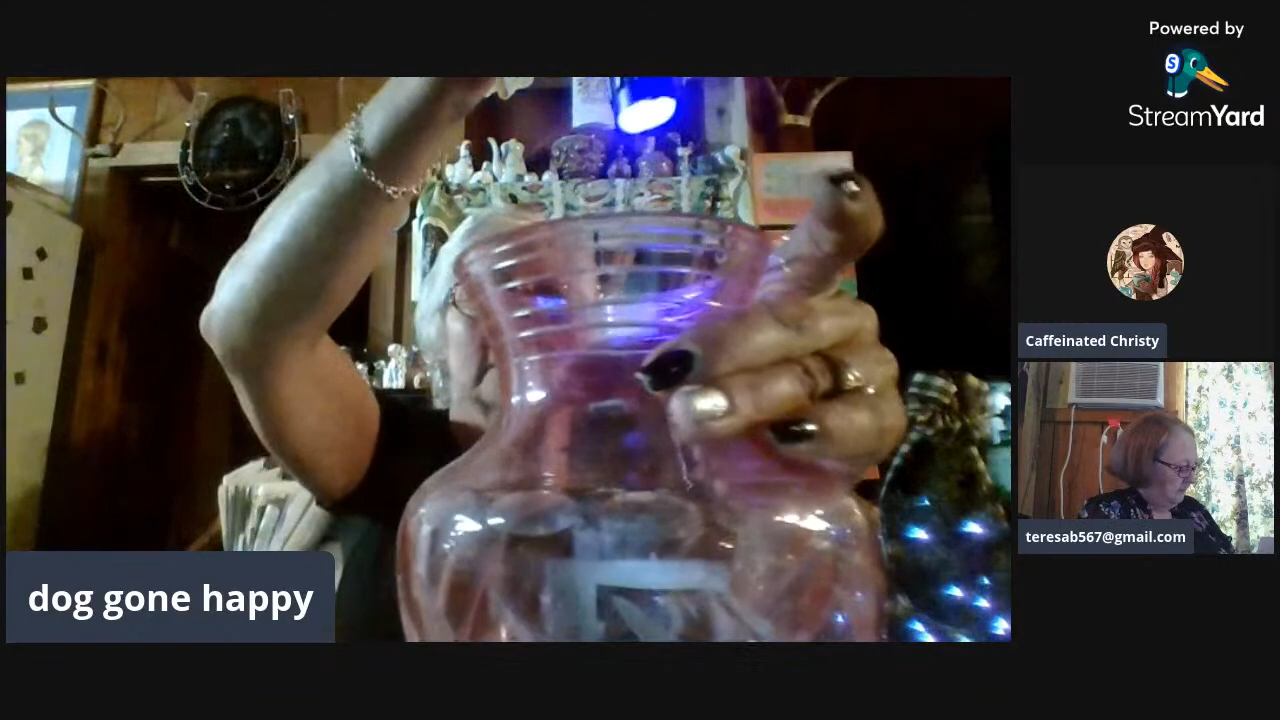 Powered by
StreamYard
Caffeinated Christy
teresab567@gmail.com
dog gone happy